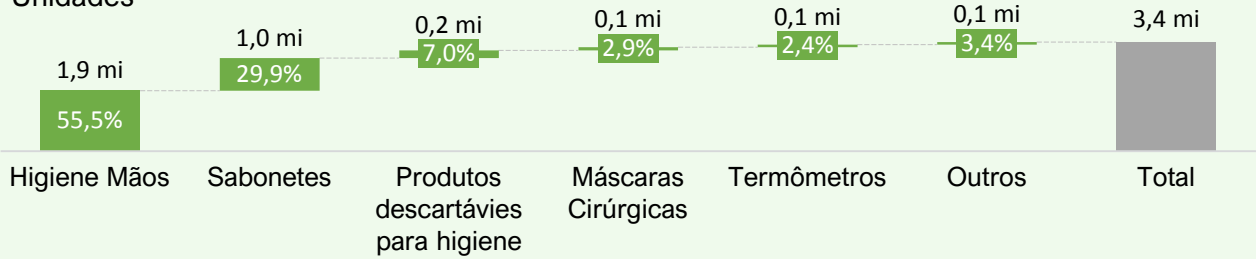 Unidades
1,9 mi
1,0 mi
0,2 mi
0,1 mi
0,1 mi
0,1 mi
3,4 mi
55,5%
29,9%
7,0%
2,9%
2,4%
3,4%
Higiene Mãos
Sabonetes
Produtos
descartávies
para higiene
Máscaras
Cirúrgicas
Termômetros
Outros
Total